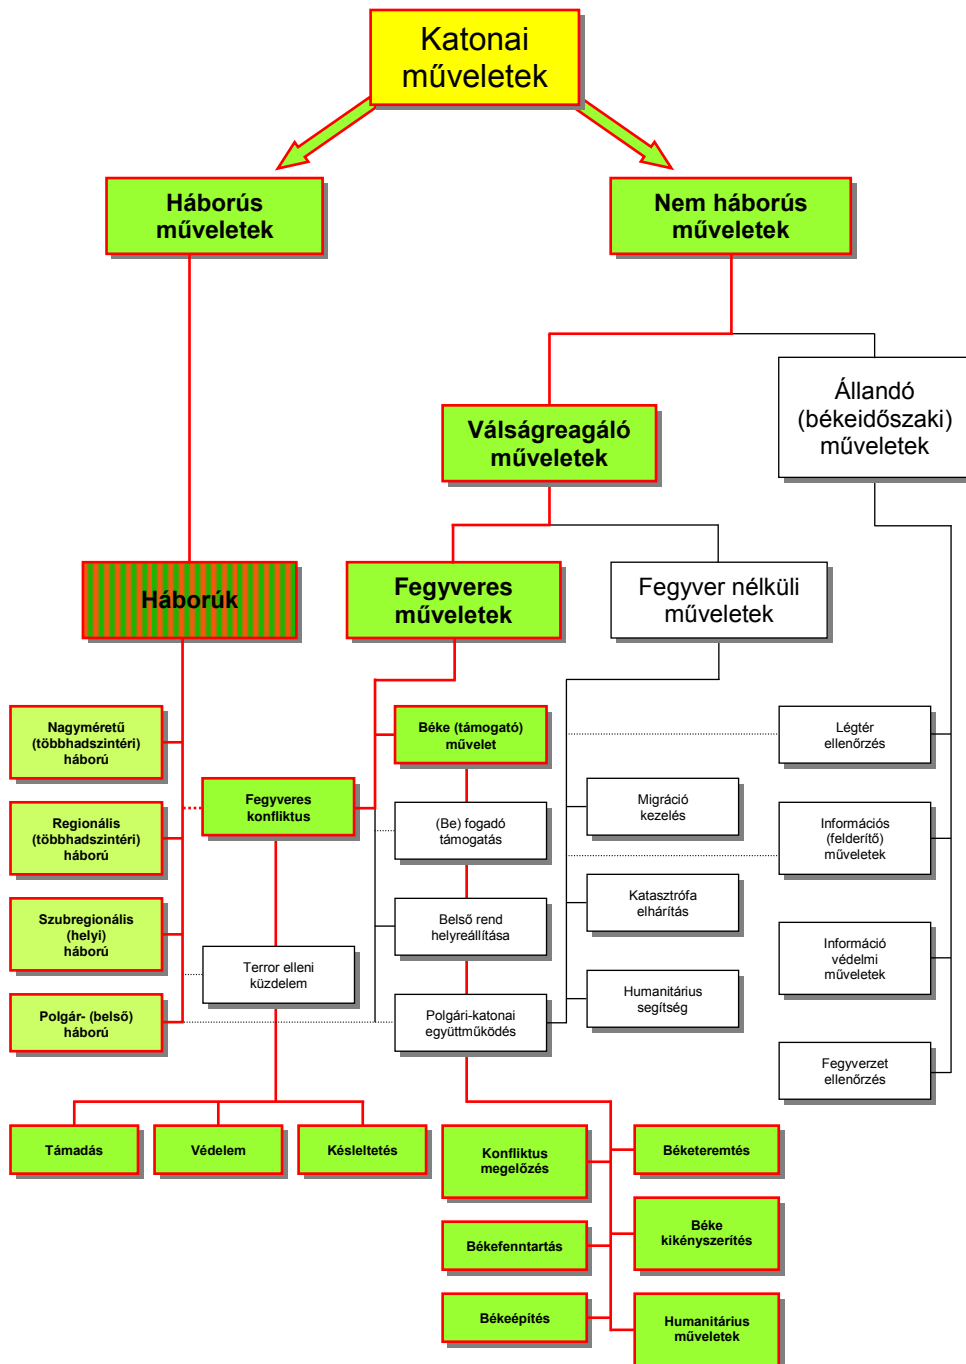 Katonai
műveletek
Háborús
műveletek
Nem háborús
műveletek
Állandó
(békeidőszaki)
műveletek
Válságreagáló
műveletek
Háborúk
Fegyveres
műveletek
Fegyver nélküli
műveletek
Nagyméretű
(többhadszintéri)
háború
Béke (támogató)
művelet
Légtér
ellenőrzés
Fegyveres
konfliktus
Migráció
kezelés
Regionális
(többhadszintéri)
háború
(Be) fogadó
támogatás
Információs
(felderítő)
műveletek
Szubregionális
(helyi)
háború
Belső rend
helyreállítása
Katasztrófa
elhárítás
Terror elleni
küzdelem
Információ
védelmi
műveletek
Polgár- (belső)
háború
Polgári-katonai
együttműködés
Humanitárius
segítség
Fegyverzet
ellenőrzés
Támadás
Védelem
Késleltetés
Konfliktus
megelőzés
Béketeremtés
Békefenntartás
Béke
kikényszerítés
Békeépítés
Humanitárius
műveletek